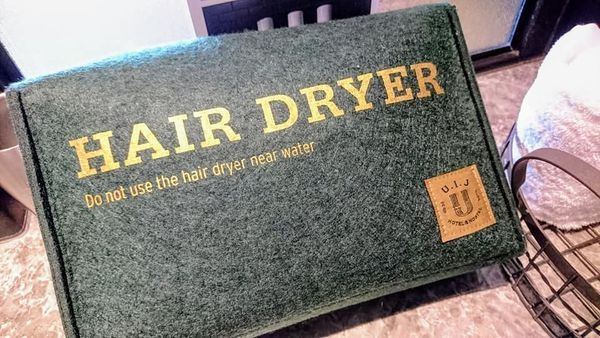 HAIR DRYER
Do not use the hair dryer near water
U.I.J
U
HOTEL & HOSTEL